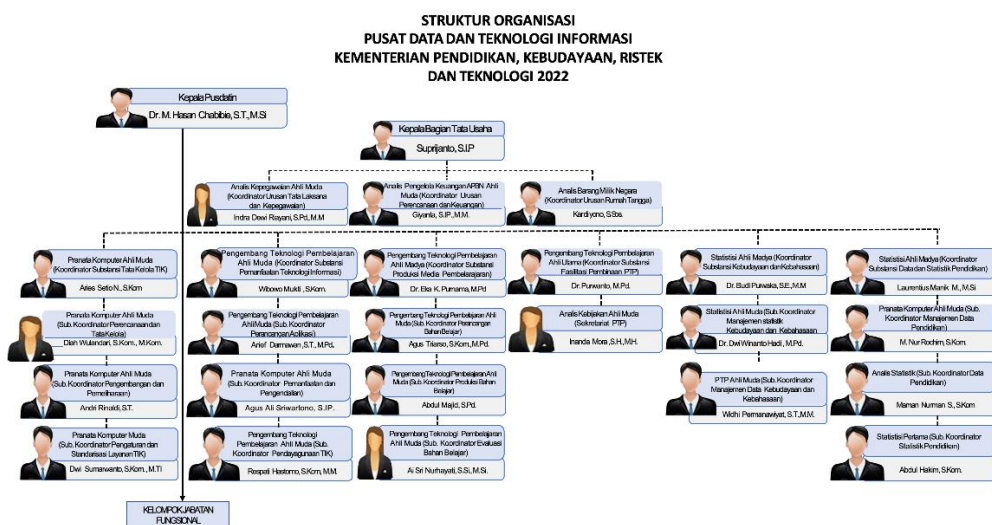 STRUKTUR ORGANISASI
PUSAT DATA DAN TEKNOLOGI INFORMASI
KEMENTERIAN PENDIDIKAN, KEBUDAYAAN, RISTEK
DAN TEKNOLOGI 2022
Kepala Pusdatin
Dr. M. Hasan Chabibie, S.T., M.Si
Kepala Bagian Tata Usaha
Suprijanto, S.I.P
Analis Kepegawaian Ahli Muda
(Koordinator Urusan Tata Laksana
dan Kepegawaian)
Indra Dewi Riayani, S.Pd., M.M
Analis Pengelola Keuangan APBN Ahli
Muda (Koordinator Urusan
Perencanaan dan Keuangan)
Giyanta, S.IP., M.M.
Analis Barang Milik Negara
(Koordinator Urusan Rumah Tangga)
Kardiyono, S.Sos.
Pranata Komputer Ahli Muda
(Koordinator Substansi Tata Kelola TIK)
Aries Setio N., S.Kom
Pranata Komputer Ahli Muda
(Sub. Koordinator Perencanaan dan
Tata Kelola)
Diah Wulandari, S.Kom., M.Kom.
Pranata Komputer Ahli Muda
(Sub. Koordinator Pengembangan dan
Pemeliharaan)
Andri Rinaldi, S.T.
Pranata Komputer Muda
(Sub. Koordinator Pengaturan dan
Standarisasi Layanan TIK)
Dwi Sumarwanto, S.Kom., M.TI
Pengembang Teknologi Pembelajaran
Ahli Muda (Koordinator Substansi
Pemanfaatan Teknologi Informasi)
Wibowo Mukti, S.Kom.
Pengembang Teknologi Pembelajaran
Ahli Muda (Sub. Koordinator
Perancangan Aplikasi)
Arief Darmawan, S.T., M.Pd.
Pranata Komputer Ahli Muda
(Sub. Koordinator Pemantauan dan
Pengendalian)
Agus Ali Sriwartono, S.IP.
Pengembang Teknologi
Pembelajaran Ahli Muda (Sub.
Koordinator Pendayagunaan TIK)
Respati Hastomo, S.Kom, M.M.
Pengembang Teknologi Pembelajaran
Ahli Madya (Koordinator Substansi
Produksi Media Pembelarajaran)
Dr. Eka K. Purnama, M.Pd
Pengembang Teknologi Pembelajaran
Ahli Muda (Sub Koordinator Perancangan
Bahan Belajar)
Agus Triarso, S.Kom., M.Pd.
Pengembang Teknologi Pembelajaran
Ahli Muda (Sub Koordinator Produksi Bahan
Belajar)
Abdul Majid, S.Pd.
Pengembang Teknologi Pembelajaran
Ahli Muda (Sub. Koordinator Evaluasi
Bahan Belajar)
Ai Sri Nurhayati, S.Si, M.Si.
Pengembang Teknologi Pembelajaran
Ahli Utama (Koordinator Substansi
Fasilitasi Pembinaan PTP)
Dr. Purwanto, M.Pd.
Analis Kebijakan Ahli Muda
(Sekretariat PTP)
Inanda Mora, S.H., M.H.
Statistisi Ahli Madya (Koordinator
Substansi Kebudayaan dan Kebahasaan)
Dr. Budi Purwaka, S.E., M.M
Statistisi Ahli Muda (Sub. Koordinator
Manajemen statistik
Kebudayaan dan Kebahasaan
Dr. Dwi Winanto Hadi, M.Pd.
PTP Ahli Muda (Sub. Koordinator
Manajemen Data Kebudayaan dan
Kebahasaan)
Widhi Permanawiyat, S.T., M.M.
Statistisi Ahli Madya (Koordinator
Substansi Data dan Statistik Pendidikan)
Laurentius Manik M., M.Si
Pranata Komputer Ahli Muda (Sub.
Koordinator Manajemen Data
Pendidikan)
M. Nur Rochim, S.Kom.
Analis Statistik (Sub. Koordinator Data
Pendidikan)
Maman Nurman S., S.Kom
Statistisi Pertama (Sub. Koordinator
Statistik Pendidikan)
Abdul Hakim, S.Kom.
KELOMPOK JABATAN
FUNGSIONAL